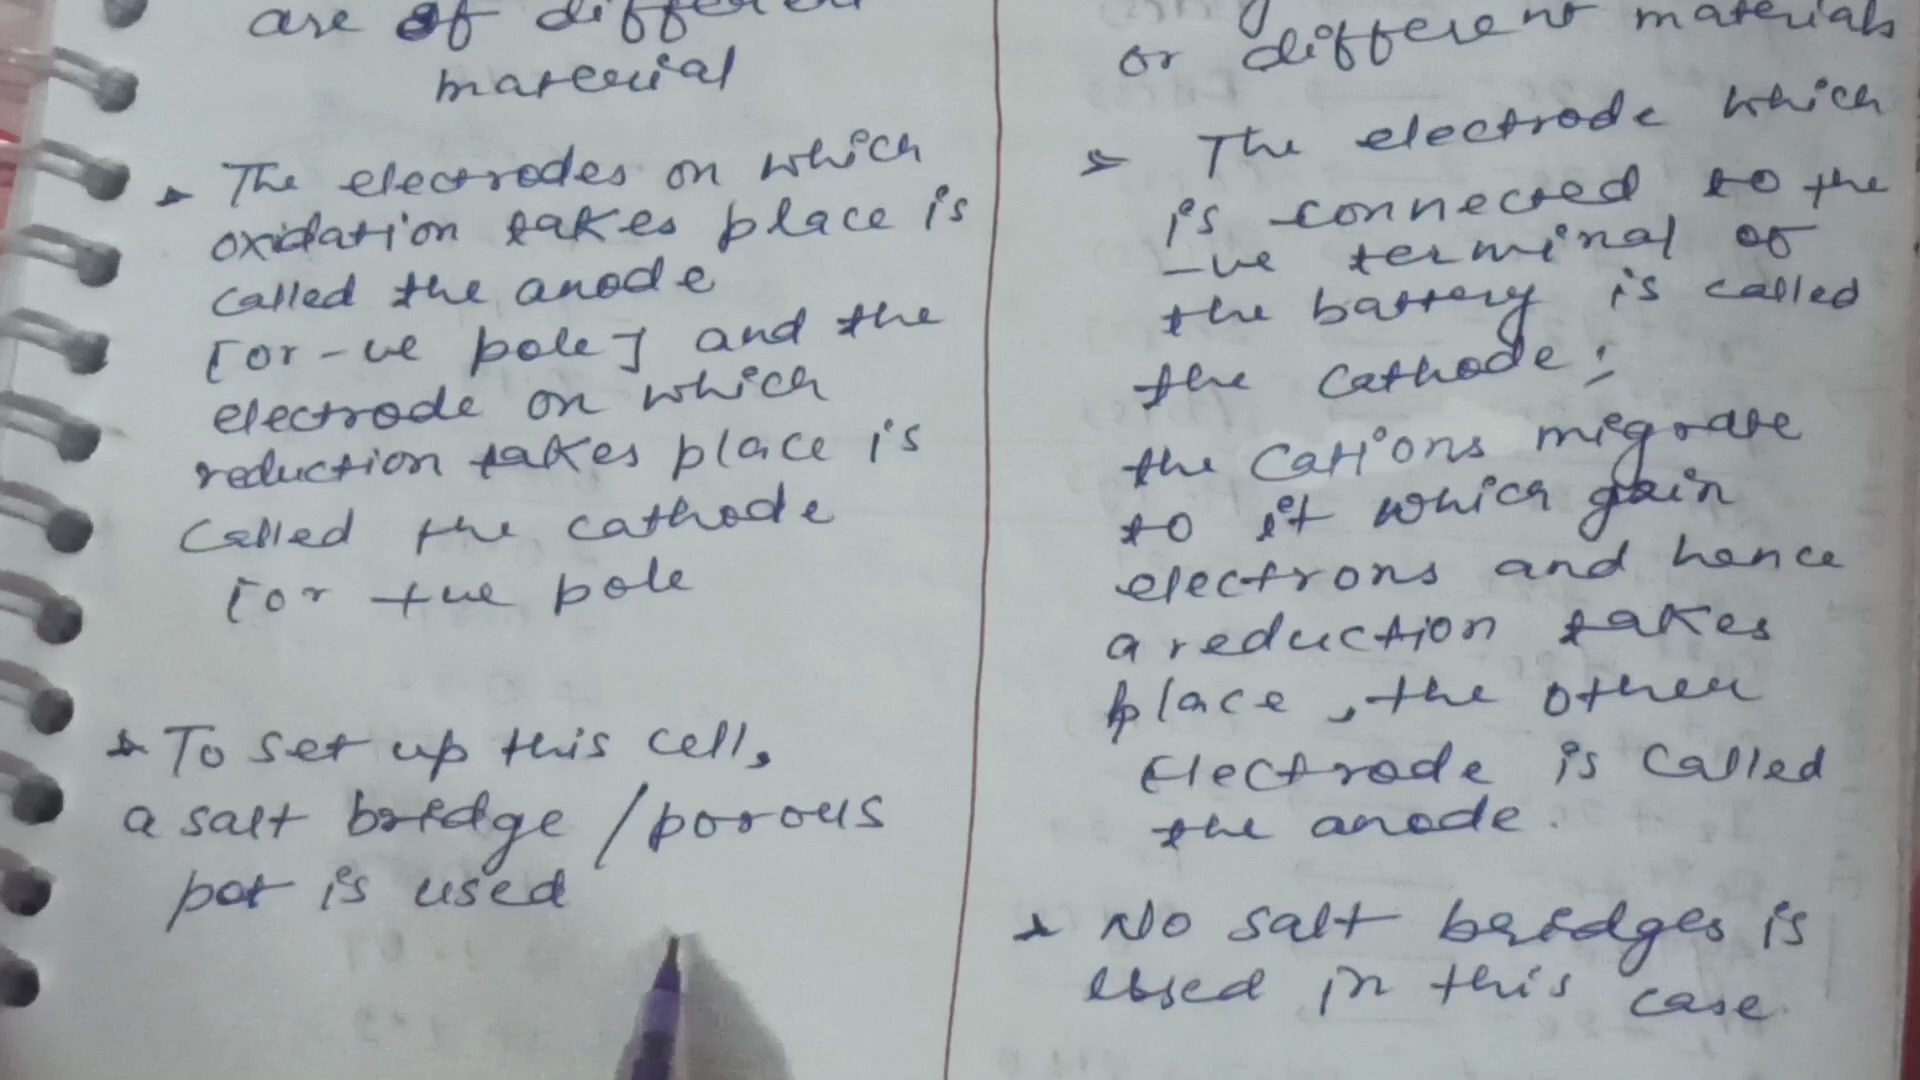 are of different
material
The electrodes on which
oxidation takes place is
called the anode
[or -ve pole] and the
electrode on which
reduction takes place is
called the cathode
[or +ve pole
To set up this cell,
a salt bridge / porous
pot is used
or different materials
The electrode which
is connected to the
-ve terminal of
the battery is called
the cathode;
the cations migrate
to it which gain
electrons and hence
a reduction takes
place, the other
Electrode is called
the anode.
No salt bridges is
used in this case.